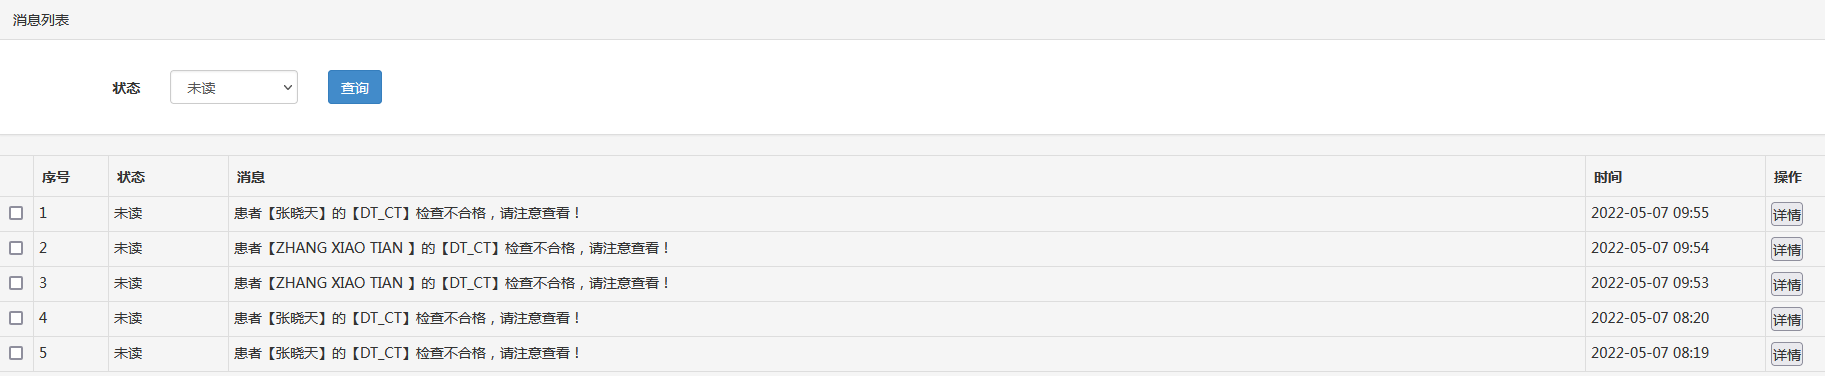 消息列表
状态 未读 查询
序号 状态 消息 时间 操作
1 未读 患者【张晓天】的【DT_CT】检查不合格，请注意查看！ 2022-05-07 09:55 详情
2 未读 患者【ZHANG XIAO TIAN 】的【DT_CT】检查不合格，请注意查看！ 2022-05-07 09:54 详情
3 未读 患者【ZHANG XIAO TIAN 】的【DT_CT】检查不合格，请注意查看！ 2022-05-07 09:53 详情
4 未读 患者【张晓天】的【DT_CT】检查不合格，请注意查看！ 2022-05-07 08:20 详情
5 未读 患者【张晓天】的【DT_CT】检查不合格，请注意查看！ 2022-05-07 08:19 详情